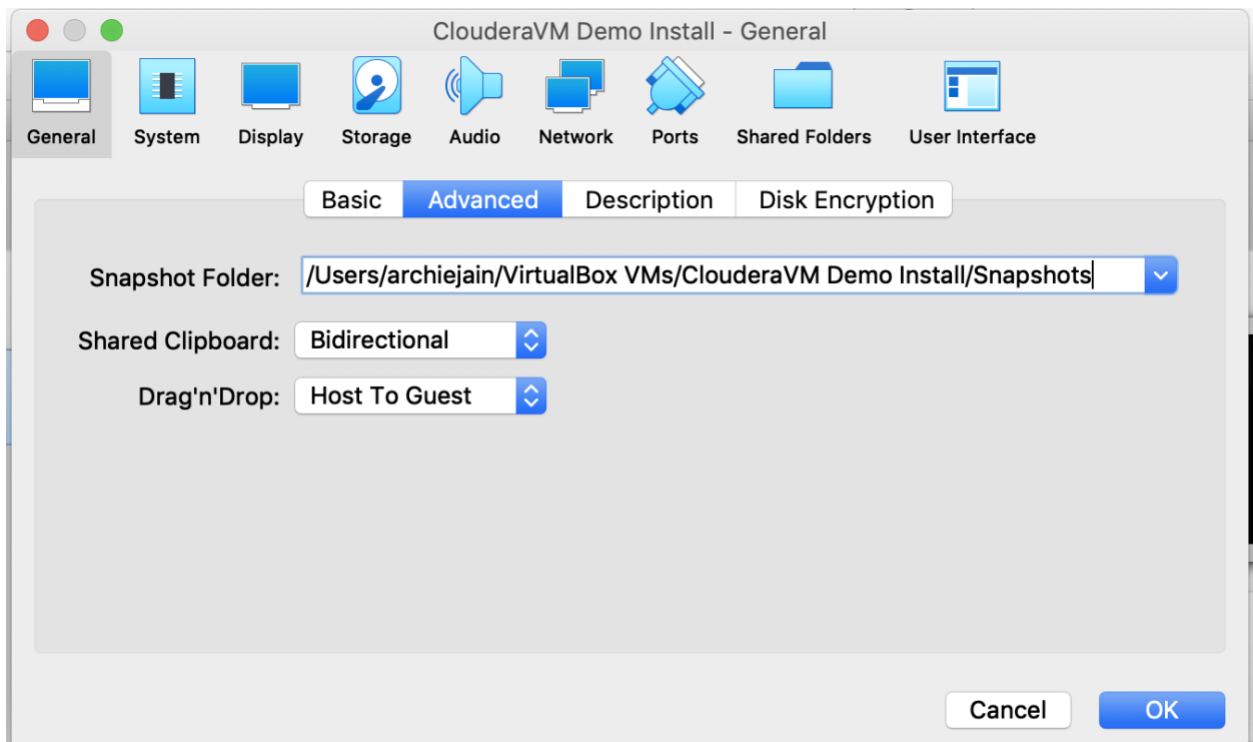 ClouderaVM Demo Install - General
General System Display Storage Audio Network Ports Shared Folders User Interface
Basic Advanced Description Disk Encryption
Snapshot Folder: /Users/archiejain/VirtualBox VMs/ClouderaVM Demo Install/Snapshots
Shared Clipboard: Bidirectional
Drag'n'Drop: Host To Guest
Cancel OK